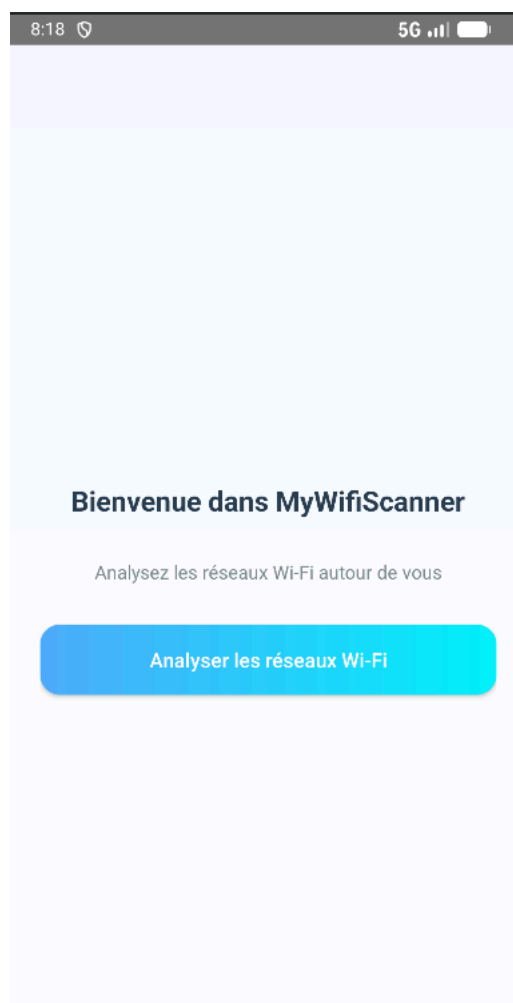 8:18 5G
Bienvenue dans MyWifiScanner
Analysez les réseaux Wi-Fi autour de vous
Analyser les réseaux Wi-Fi